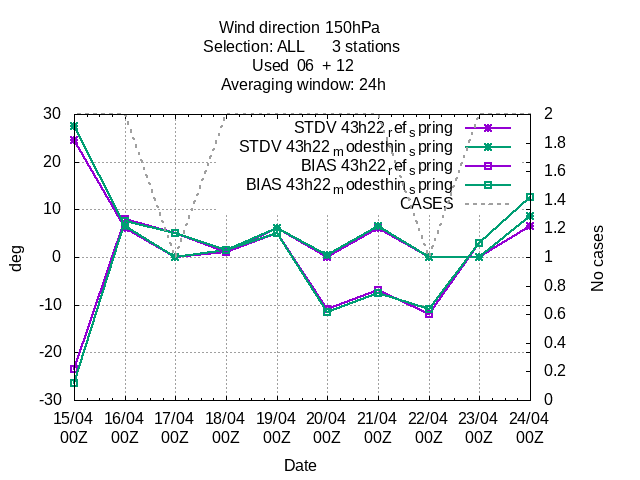 Wind direction 150hPa
Selection: ALL 3 stations
Used 06 + 12
Averaging window: 24h
STDV 43h22_ref_spring
STDV 43h22_modesthin_spring
BIAS 43h22_ref_spring
BIAS 43h22_modesthin_spring
CASES
deg
30
20
10
0
-10
-20
-30
2
1.8
1.6
1.4
1.2
1
0.8
0.6
0.4
0.2
0
No cases
15/04 16/04 17/04 18/04 19/04 20/04 21/04 22/04 23/04 24/04
00Z 00Z 00Z 00Z 00Z 00Z 00Z 00Z 00Z 00Z
Date